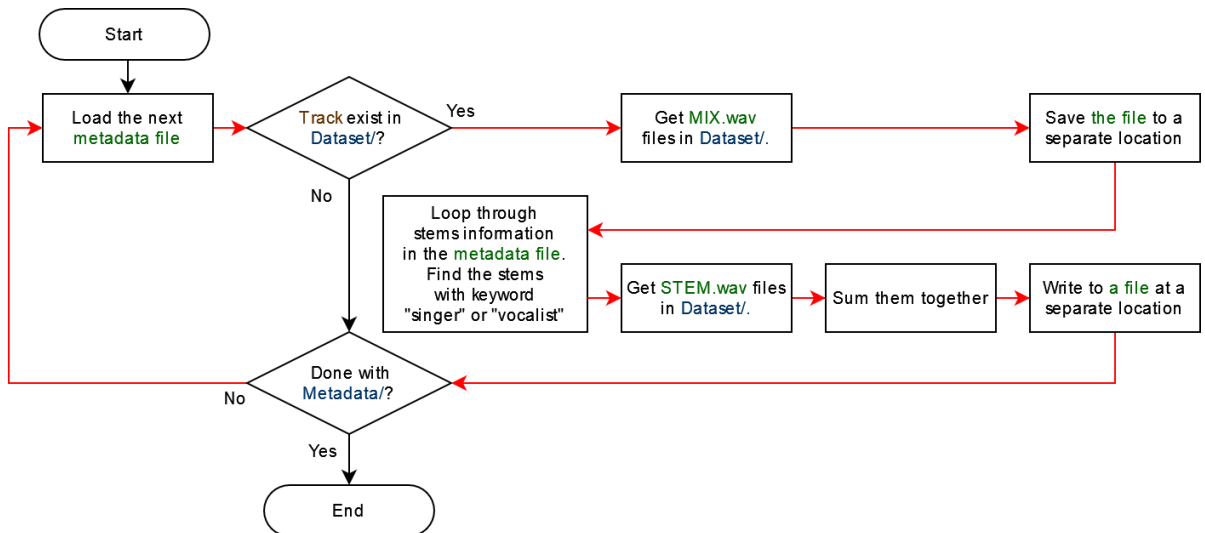 Start
Load the next
metadata file
Track exist in
Dataset/?
Yes
Get MIX.wav
files in Dataset/.
Save the file to a
separate location
No
Loop through
stems information
in the metadata file.
Find the stems
with keyword
"singer" or "vocalist"
Get STEM.wav files
in Dataset/.
Sum them together
Write to a file at a
separate location
Done with
Metadata/?
No
Yes
End